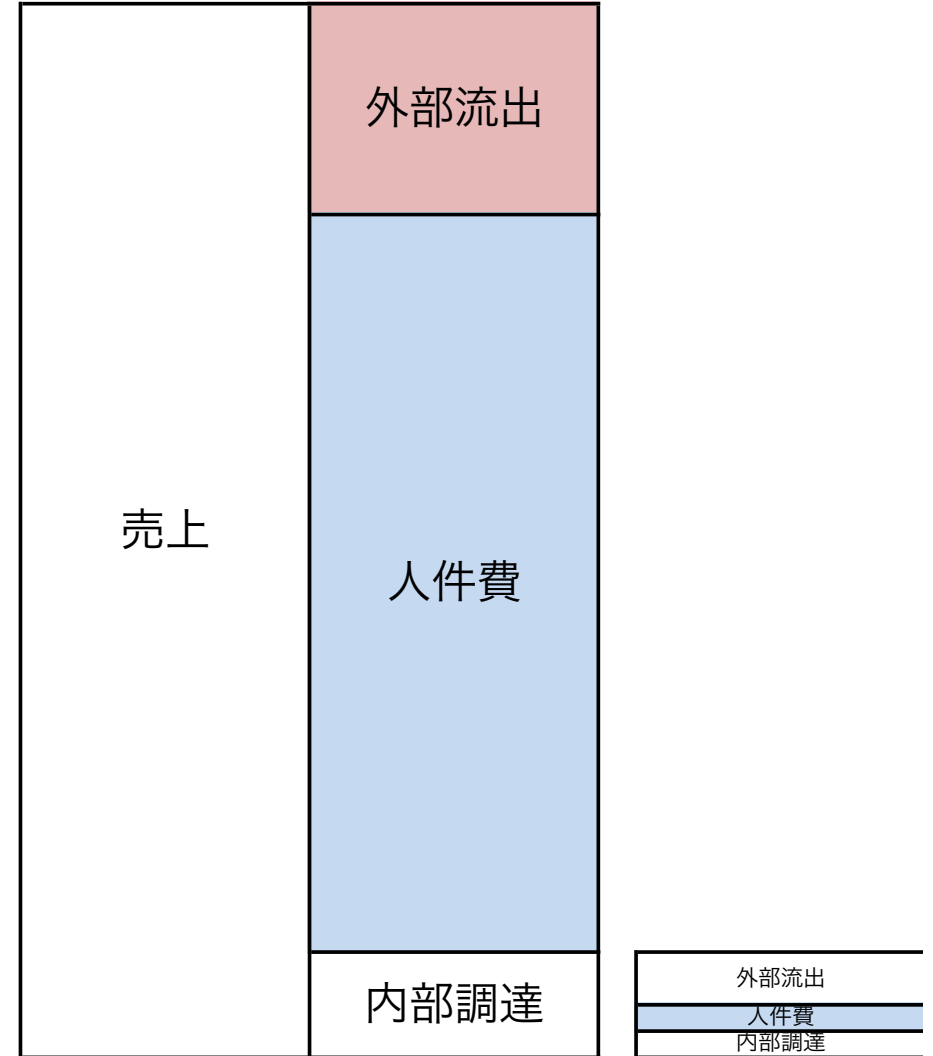 外部流出
売上
人件費
内部調達
外部流出
人件費
内部調達